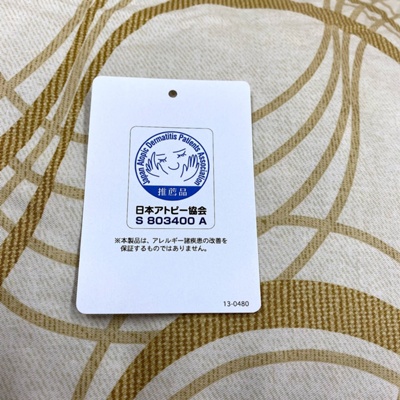 Japan Atopic Dermatitis Patients Association
推薦品
日本アトピー協会
S 803400 A
※本製品は、アレルギー諸疾患の改善を
保証するものではありません。
13-0480